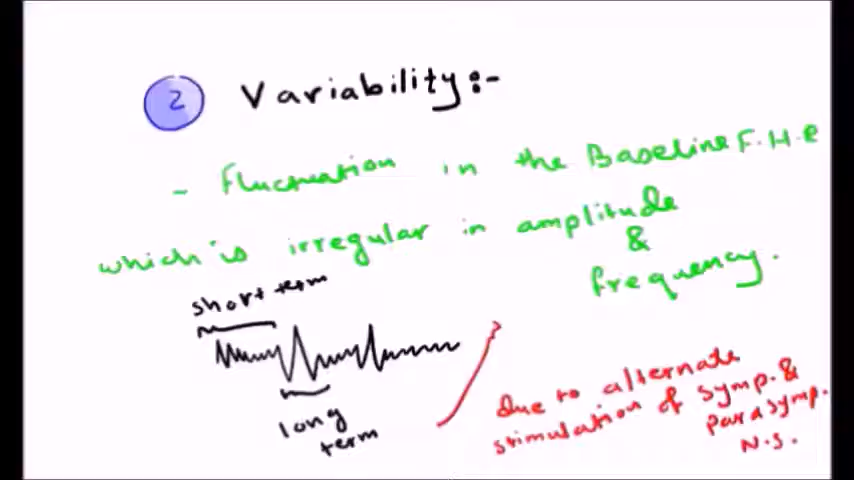 2 Variability:-
- Fluctuation in the Baseline F.H.R
which is irregular in amplitude
&
frequency.
short term
long
term
due to alternate
stimulation of symp. &
parasymp.
N.S.